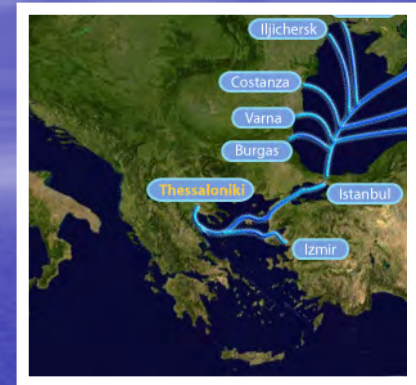 Iljichersk
Costanza
Varna
Burgas
Thessaloniki
Istanbul
Izmir